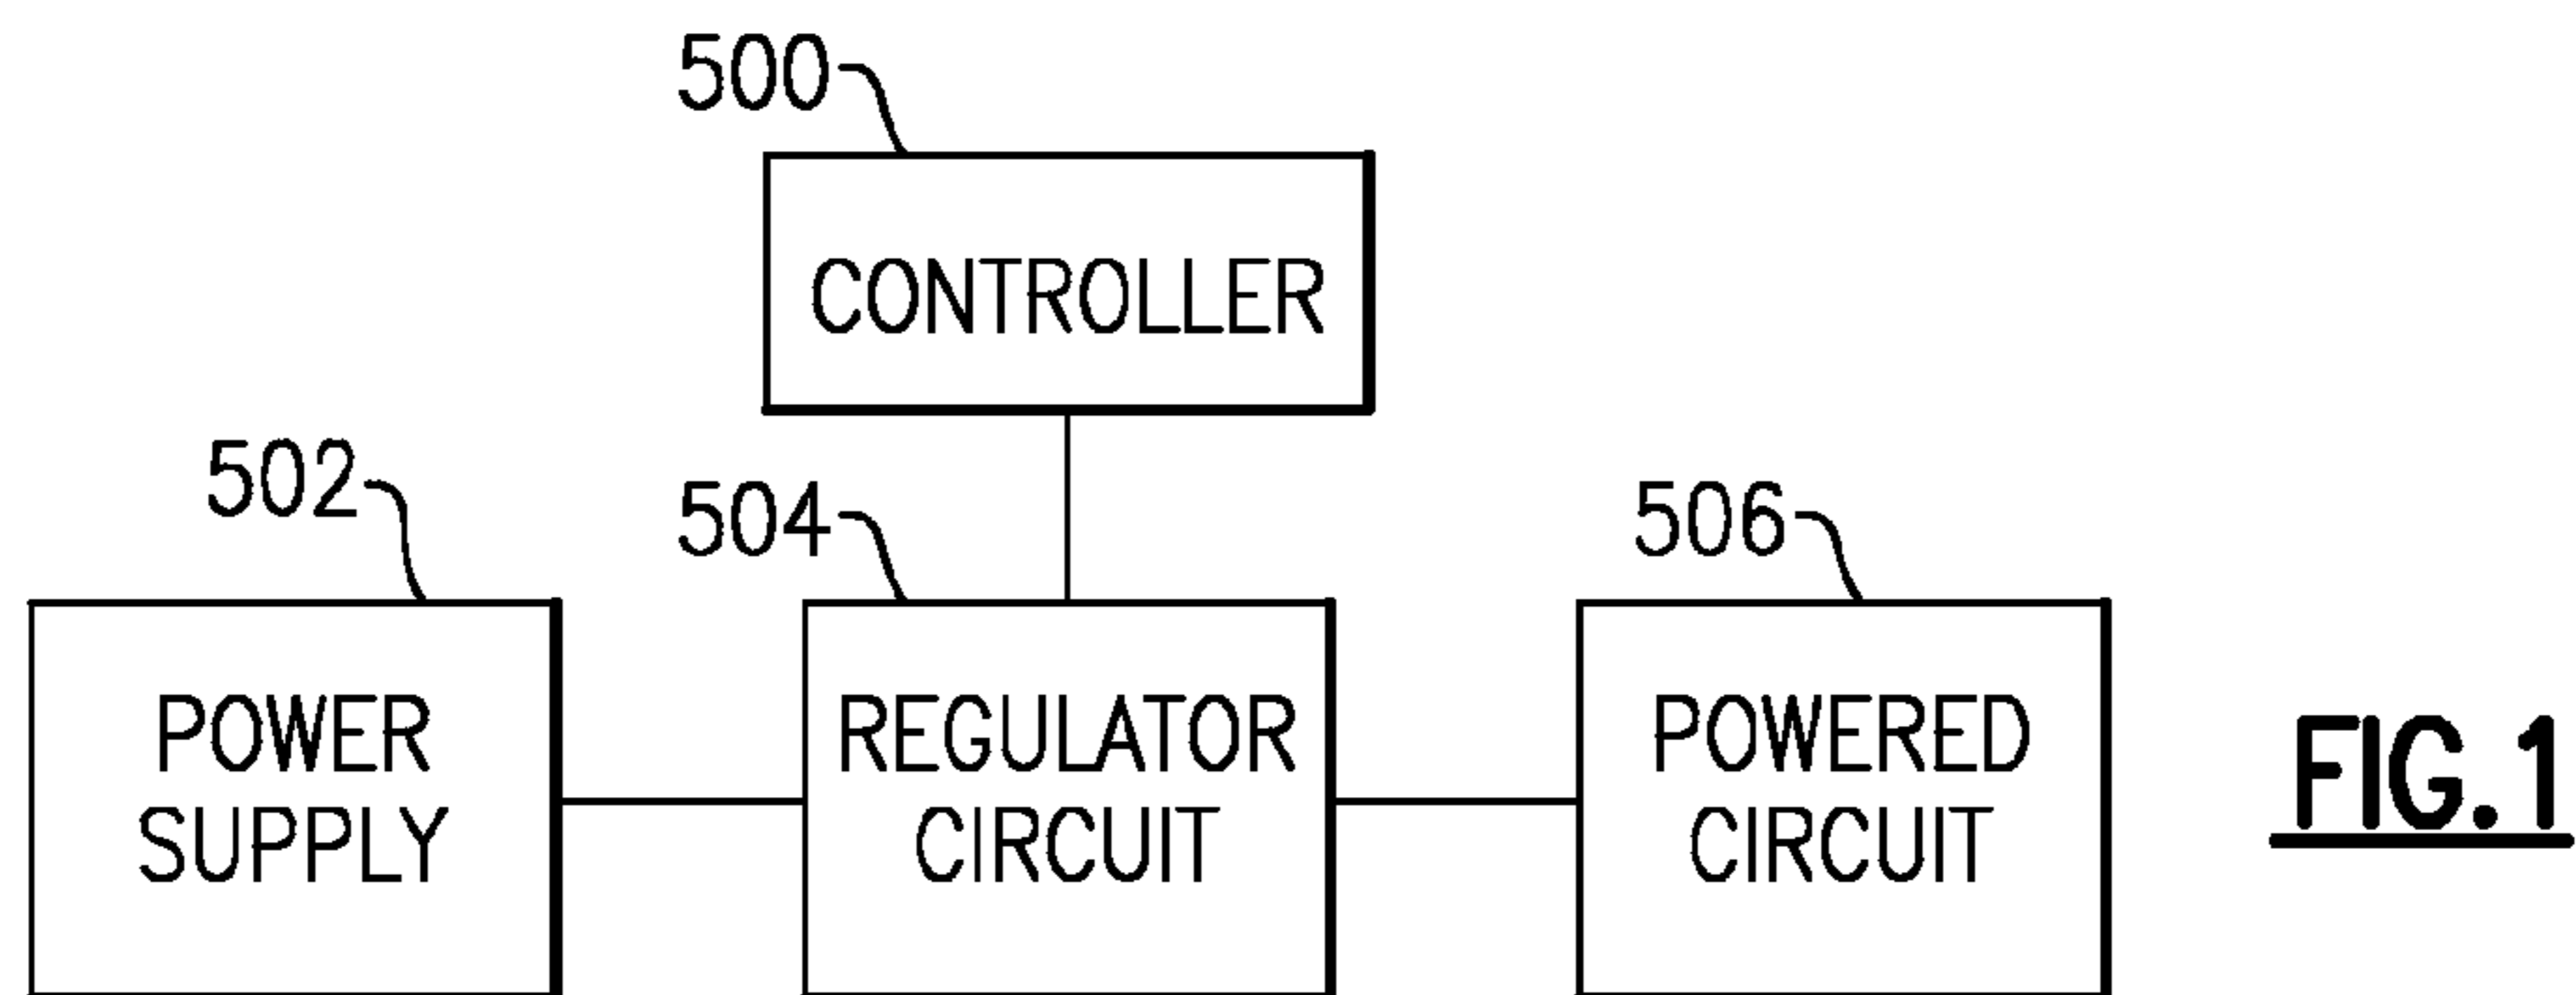 500
CONTROLLER
502
504
506
POWER
SUPPLY
REGULATOR
CIRCUIT
POWERED
CIRCUIT
FIG.1